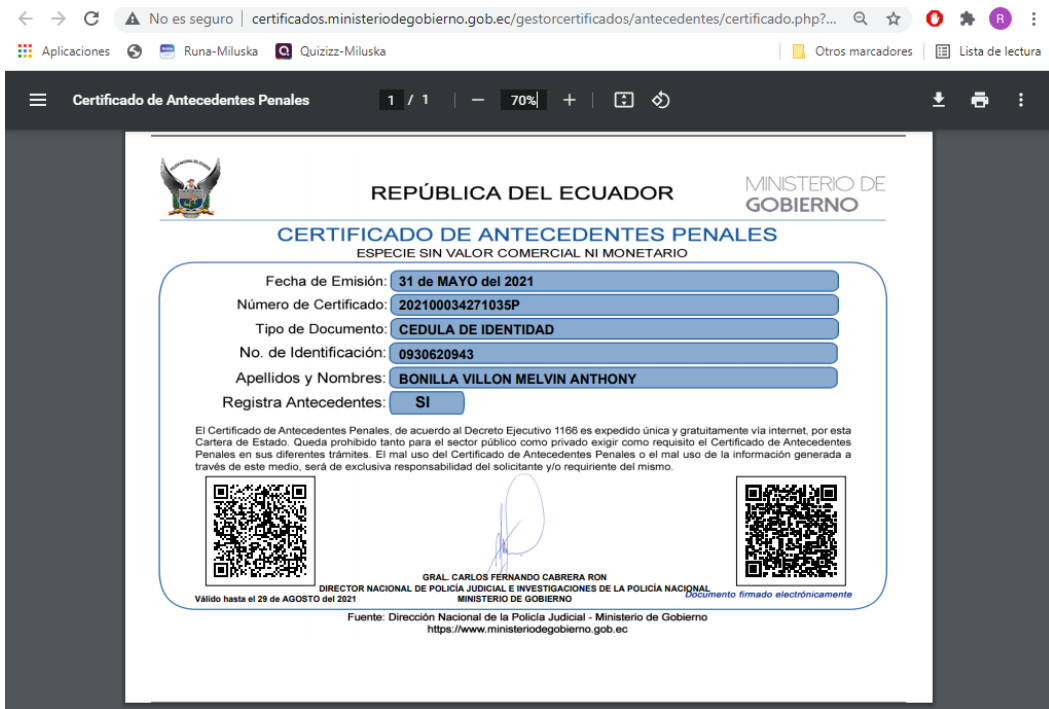 No es seguro | certificados.ministeriodegobierno.gob.ec/gestorcertificados/antecedentes/certificado.php?...
R
Aplicaciones Runa-Miluska Quizizz-Miluska Otros marcadores Lista de lectura
Certificado de Antecedentes Penales 1 / 1 70%
REPÚBLICA DEL ECUADOR
MINISTERIO DE
GOBIERNO
CERTIFICADO DE ANTECEDENTES PENALES
ESPECIE SIN VALOR COMERCIAL NI MONETARIO
Fecha de Emisión: 31 de MAYO del 2021
Número de Certificado: 202100034271035P
Tipo de Documento: CEDULA DE IDENTIDAD
No. de Identificación: 0930620943
Apellidos y Nombres: BONILLA VILLON MELVIN ANTHONY
Registra Antecedentes: SI
El Certificado de Antecedentes Penales, de acuerdo al Decreto Ejecutivo 1166 es expedido única y gratuitamente vía internet, por esta
Cartera de Estado. Queda prohibido tanto para el sector público como privado exigir como requisito el Certificado de Antecedentes
Penales en sus diferentes trámites. El mal uso del Certificado de Antecedentes Penales o el mal uso de la información generada a
través de este medio, será de exclusiva responsabilidad del solicitante y/o requiriente del mismo.
GRAL. CARLOS FERNANDO CABRERA RON
DIRECTOR NACIONAL DE POLICÍA JUDICIAL E INVESTIGACIONES DE LA POLICÍA NACIONAL
MINISTERIO DE GOBIERNO
Válido hasta el 29 de AGOSTO del 2021
Documento firmado electrónicamente
Fuente: Dirección Nacional de la Policía Judicial - Ministerio de Gobierno
https://www.ministeriodegobierno.gob.ec